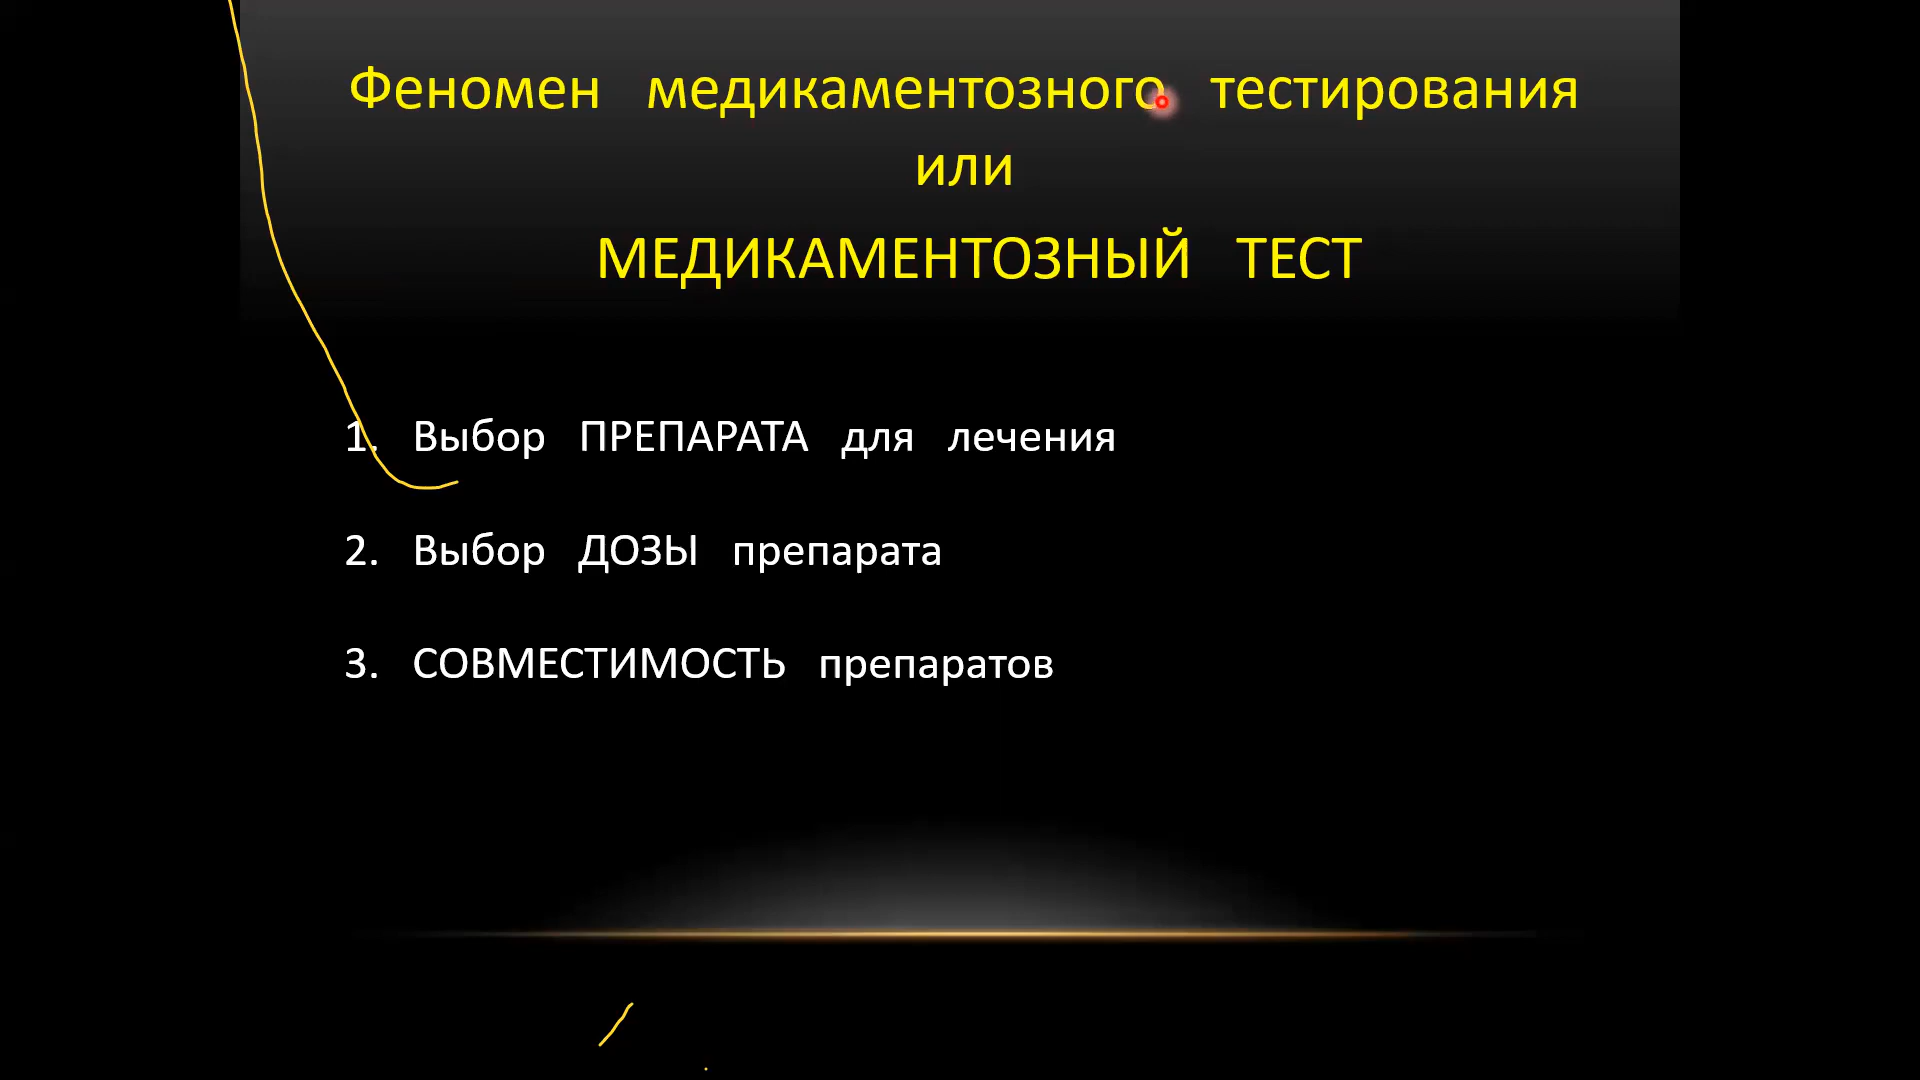 Феномен медикаментозного тестирования
или
МЕДИКАМЕНТОЗНЫЙ ТЕСТ
1. Выбор ПРЕПАРАТА для лечения
2. Выбор ДОЗЫ препарата
3. СОВМЕСТИМОСТЬ препаратов